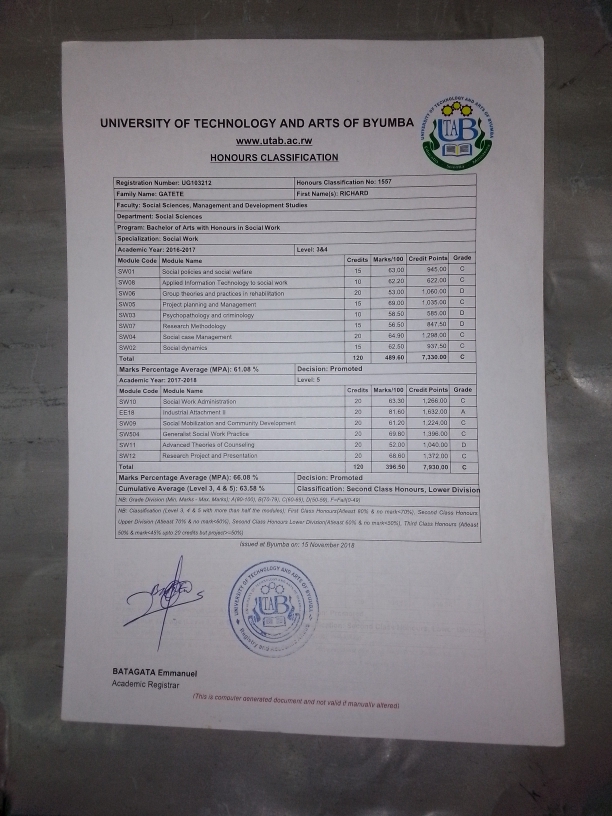 UNIVERSITY OF TECHNOLOGY AND ARTS OF BYUMBA
www.utab.ac.rw
HONOURS CLASSIFICATION
UNIVERSITY OF TECHNOLOGY AND ARTS OF BYUMBA
UTAB
Registration Number: UG103212 Honours Classification No: 1557
Family Name: GATETE First Name(s): RICHARD
Faculty: Social Sciences, Management and Development Studies
Department: Social Sciences
Program: Bachelor of Arts with Honours in Social Work
Specialization: Social Work
Academic Year: 2016-2017 Level: 3&4
Module Code Module Name Credits Marks/100 Credit Points Grade
SW01 Social policies and social welfare 15 63.00 945.00 C
SW08 Applied Information Technology to social work 10 62.20 622.00 C
SW06 Group theories and practices in rehabilitation 20 53.00 1,060.00 D
SW05 Project planning and management 15 69.00 1,035.00 C
SW03 Psychopathology and criminology 10 58.50 585.00 D
SW07 Research Methodology 15 56.50 847.50 D
SW04 Social case management 20 64.90 1,298.00 C
SW02 Social dynamics 15 62.50 937.50 C
Total 120 489.60 7,330.00 C
Marks Percentage Average (MPA): 61.08 % Decision: Promoted
Academic Year: 2017-2018 Level: 5
Module Code Module Name Credits Marks/100 Credit Points Grade
SW10 Social Work Administration 20 63.30 1,266.00 C
EE18 Industrial Attachment II 20 81.60 1,632.00 A
SW09 Social Mobilization and Community Development 20 61.20 1,224.00 C
SW504 Generalist Social Work Practice 20 69.80 1,396.00 C
SW11 Advanced Theories of Counseling 20 52.00 1,040.00 D
SW12 Research Project and Presentation 20 68.60 1,372.00 C
Total 120 396.50 7,930.00 C
Marks Percentage Average (MPA): 66.08 % Decision: Promoted
Cumulative Average (Level 3, 4 & 5): 63.58 % Classification: Second Class Honours, Lower Division
NB: Grade Division (Min. Marks - Max. Marks), A(80-100), B(70-79), C(60-69), D(50-59), F=Fail(0-49)
NB: Classification (Level 3, 4 & 5 with more than half the modules): First Class Honours(Atleast 80% & no mark<70%), Second Class Honours
Upper Division (Atleast 70% & no mark<60%), Second Class Honours Lower Division(Atleast 60% & no mark<50%), Third Class Honours (Atleast
50% & mark<45% upto 20 credits but project>=50%)
Issued at Byumba on: 15 November 2018
UNIVERSITY OF TECHNOLOGY AND ARTS OF BYUMBA
UTAB
BATAGATA Emmanuel
Academic Registrar
(This is computer generated document and not valid if manually altered)